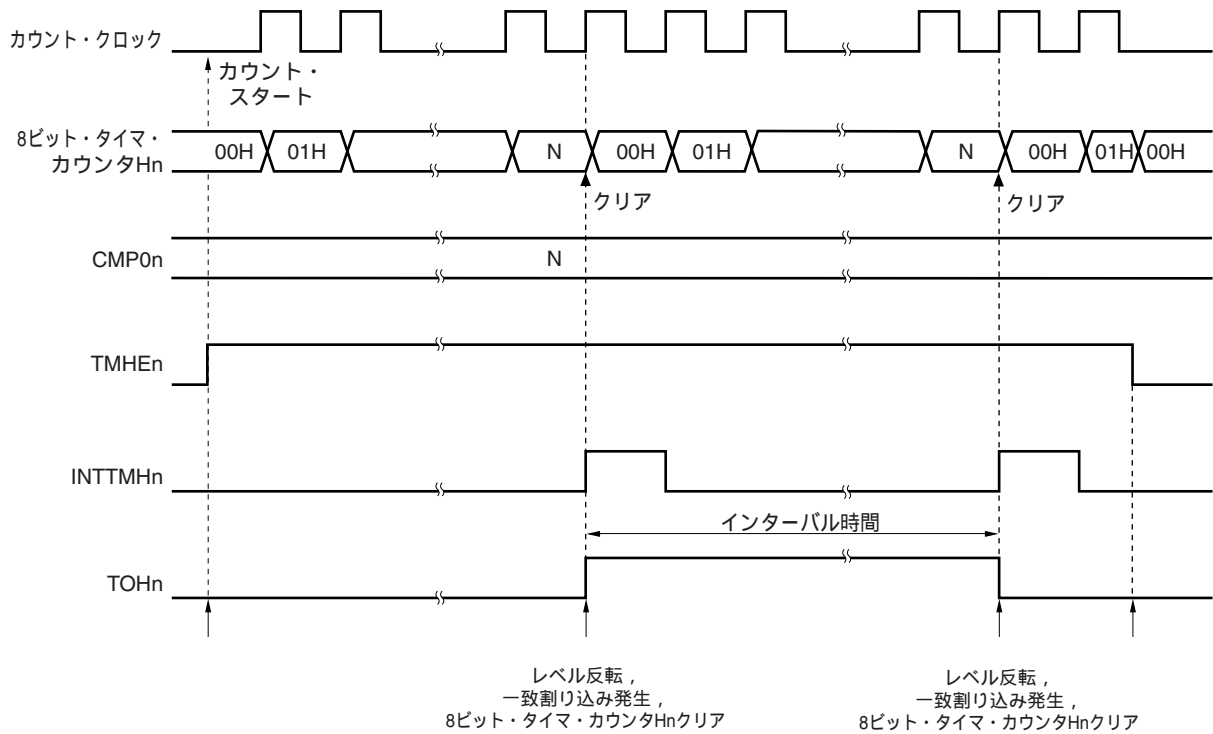 カウント・クロック
カウント・
スタート
8ビット・タイマ・
カウンタHn
00H
01H
N
00H
01H
N
00H
01H
00H
クリア
クリア
CMP0n
N
TMHEn
INTTMHn
インターバル時間
TOHn
レベル反転，
一致割り込み発生，
8ビット・タイマ・カウンタHnクリア
レベル反転，
一致割り込み発生，
8ビット・タイマ・カウンタHnクリア